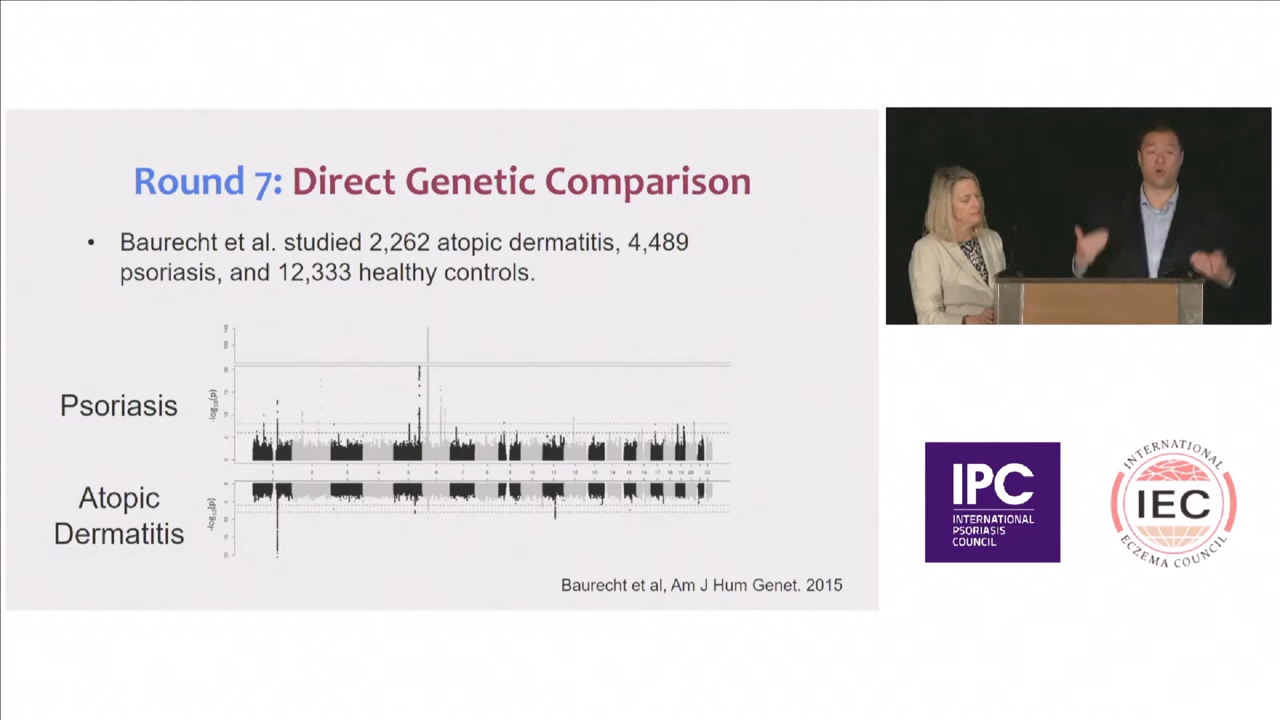 Round 7: Direct Genetic Comparison
• Baurecht et al. studied 2,262 atopic dermatitis, 4,489
psoriasis, and 12,333 healthy controls.
Psoriasis
-log₁₀(p)
Atopic
Dermatitis
-log₁₀(p)
Baurecht et al, Am J Hum Genet. 2015
IPC
INTERNATIONAL
PSORIASIS
COUNCIL
INTERNATIONAL
IEC
ECZEMA COUNCIL